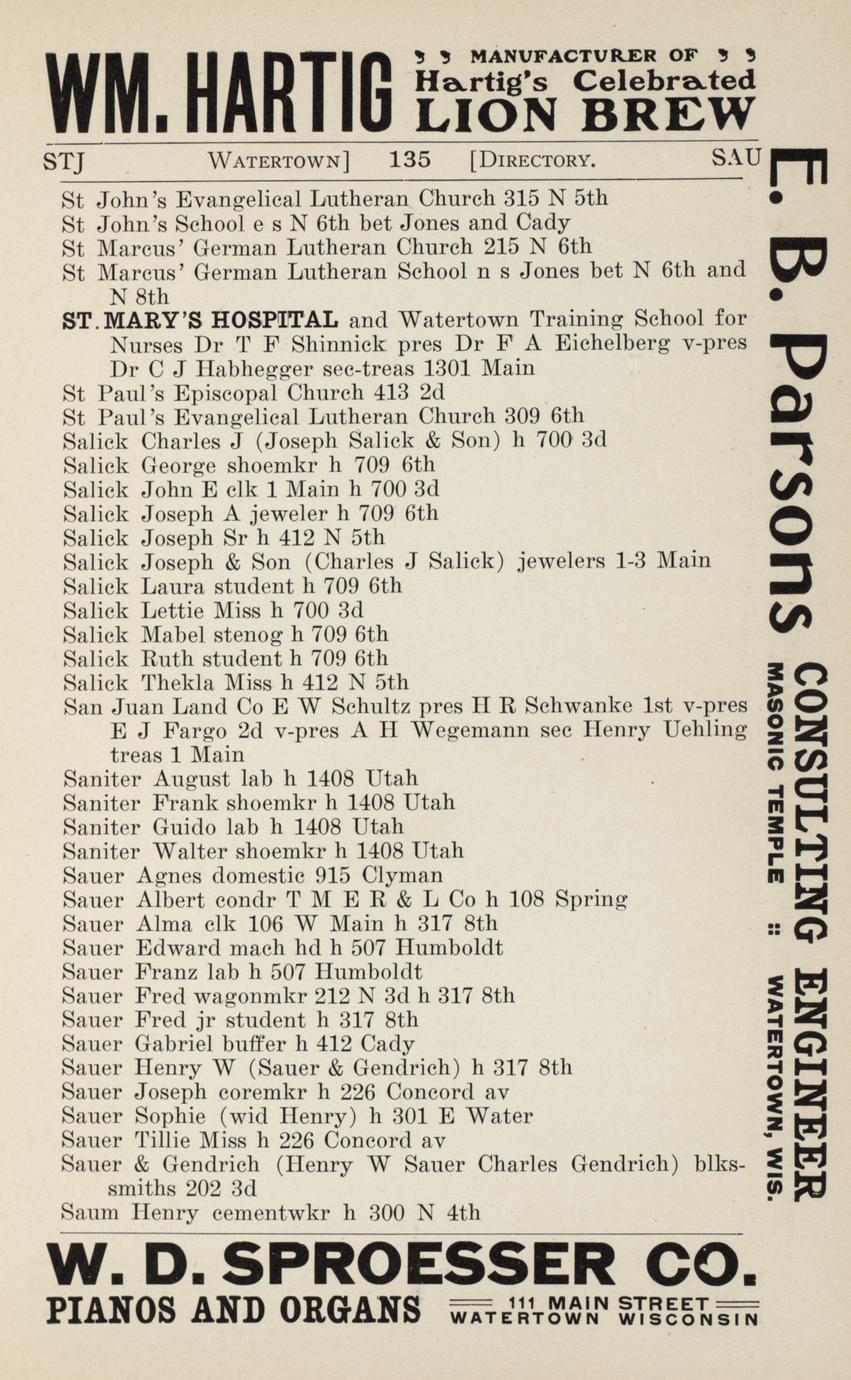 WM. HARTIG
MANUFACTURER OF
Hartig's Celebrated
LION BREW
STJ WATERTOWN] 135 [DIRECTORY. SAU
St John's Evangelical Lutheran Church 315 N 5th
St John's School e s N 6th bet Jones and Cady
St Marcus' German Lutheran Church 215 N 6th
St Marcus' German Lutheran School n s Jones bet N 6th and
N 8th
ST. MARY'S HOSPITAL and Watertown Training School for
Nurses Dr T F Shinnick pres Dr F A Eichelberg v-pres
Dr C J Habhegger sec-treas 1301 Main
St Paul's Episcopal Church 413 2d
St Paul's Evangelical Lutheran Church 309 6th
Salick Charles J (Joseph Salick & Son) h 700 3d
Salick George shoemkr h 709 6th
Salick John E clk 1 Main h 700 3d
Salick Joseph A jeweler h 709 6th
Salick Joseph Sr h 412 N 5th
Salick Joseph & Son (Charles J Salick) jewelers 1-3 Main
Salick Laura student h 709 6th
Salick Lettie Miss h 700 3d
Salick Mabel stenog h 709 6th
Salick Ruth student h 709 6th
Salick Thekla Miss h 412 N 5th
San Juan Land Co E W Schultz pres H R Schwanke 1st v-pres
E J Fargo 2d v-pres A H Wegemann sec Henry Uehling
treas 1 Main
Saniter August lab h 1408 Utah
Saniter Frank shoemkr h 1408 Utah
Saniter Guido lab h 1408 Utah
Saniter Walter shoemkr h 1408 Utah
Sauer Agnes domestic 915 Clyman
Sauer Albert condr T M E R & L Co h 108 Spring
Sauer Alma clk 106 W Main h 317 8th
Sauer Edward mach hd h 507 Humboldt
Sauer Franz lab h 507 Humboldt
Sauer Fred wagonmkr 212 N 3d h 317 8th
Sauer Fred jr student h 317 8th
Sauer Gabriel buffer h 412 Cady
Sauer Henry W (Sauer & Gendrich) h 317 8th
Sauer Joseph coremkr h 226 Concord av
Sauer Sophie (wid Henry) h 301 E Water
Sauer Tillie Miss h 226 Concord av
Sauer & Gendrich (Henry W Sauer Charles Gendrich) blks-
smiths 202 3d
Saum Henry cementwkr h 300 N 4th
E. B. Parsons
CONSULTING ENGINEER
MASONIC TEMPLE :: WATERTOWN, WIS.
W. D. SPROESSER CO.
PIANOS AND ORGANS
111 MAIN STREET
WATERTOWN WISCONSIN